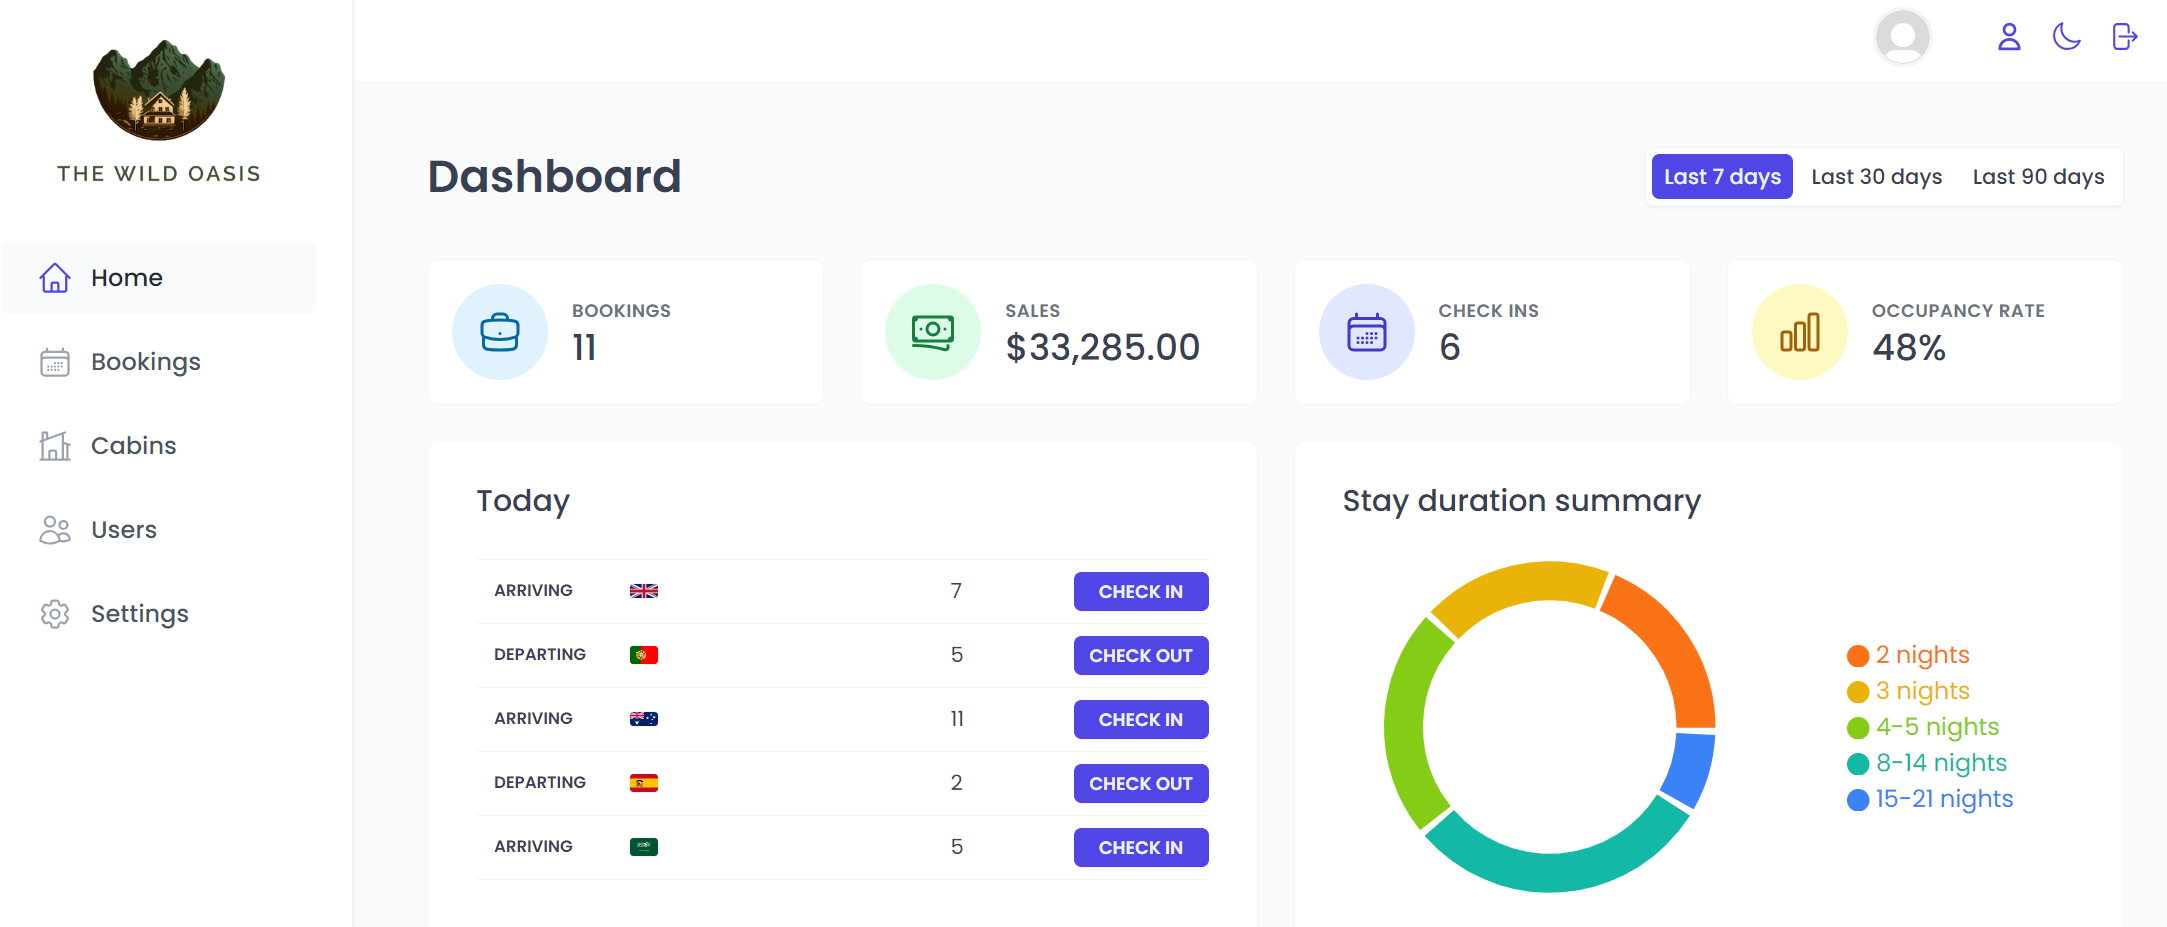 THE WILD OASIS
Home
Bookings
Cabins
Users
Settings
Dashboard
Last 7 days Last 30 days Last 90 days
BOOKINGS
11
SALES
$33,285.00
CHECK INS
6
OCCUPANCY RATE
48%
Today
ARRIVING 7 CHECK IN
DEPARTING 5 CHECK OUT
ARRIVING 11 CHECK IN
DEPARTING 2 CHECK OUT
ARRIVING 5 CHECK IN
Stay duration summary
2 nights
3 nights
4-5 nights
8-14 nights
15-21 nights